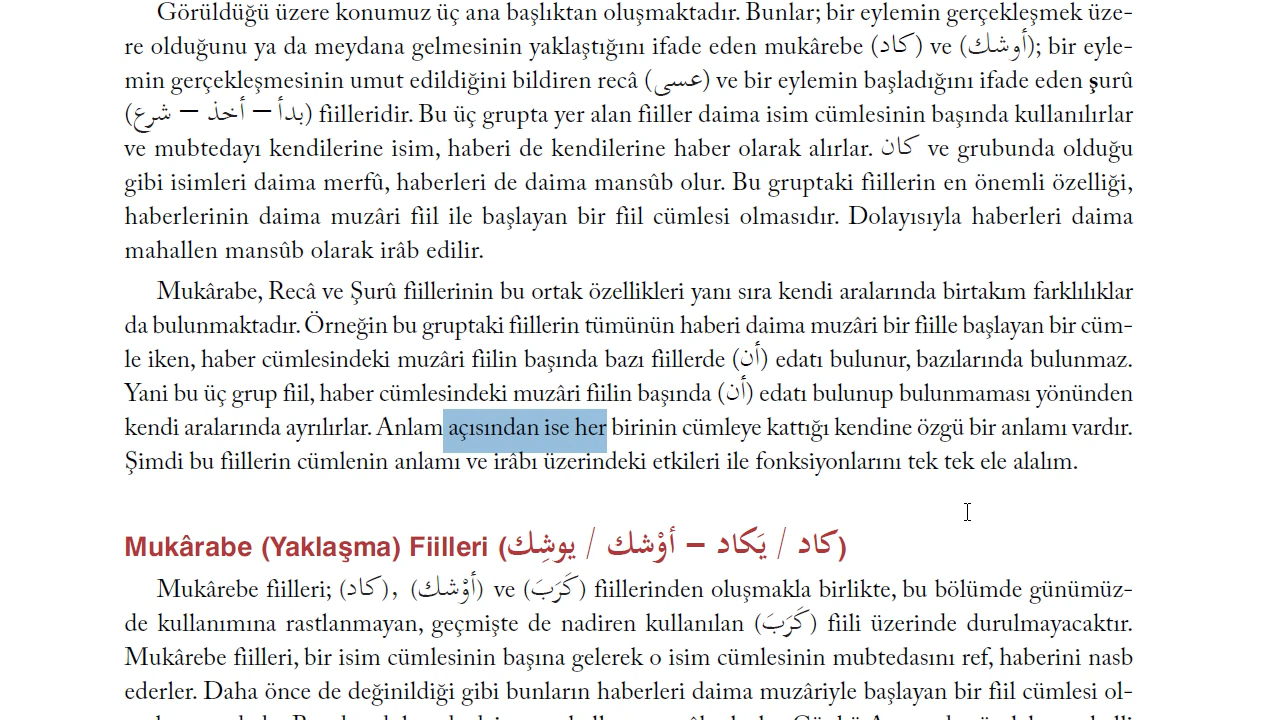 Görüldüğü üzere konumuz üç ana başlıktan oluşmaktadır. Bunlar; bir eylemin gerçekleşmek üze-
re olduğunu ya da meydana gelmesinin yaklaştığını ifade eden mukârebe (كاد) ve (أوشك); bir eyle-
min gerçekleşmesinin umut edildiğini bildiren recâ (عسى) ve bir eylemin başladığını ifade eden şurû
(بدأ – أخذ – شرع) fiilleridir. Bu üç grupta yer alan fiiller daima isim cümlesinin başında kullanılırlar
ve mubtedayı kendilerine isim, haberi de kendilerine haber olarak alırlar. كان ve grubunda olduğu
gibi isimleri daima merfû, haberleri de daima mansûb olur. Bu gruptaki fiillerin en önemli özelliği,
haberlerinin daima muzâri fiil ile başlayan bir fiil cümlesi olmasıdır. Dolayısıyla haberleri daima
mahallen mansûb olarak irâb edilir.
Mukârabe, Recâ ve Şurû fiillerinin bu ortak özellikleri yanı sıra kendi aralarında birtakım farklılıklar
da bulunmaktadır. Örneğin bu gruptaki fiillerin tümünün haberi daima muzâri bir fiille başlayan bir cüm-
le iken, haber cümlesindeki muzâri fiilin başında bazı fiillerde (أن) edatı bulunur, bazılarında bulunmaz.
Yani bu üç grup fiil, haber cümlesindeki muzâri fiilin başında (أن) edatı bulunup bulunmaması yönünden
kendi aralarında ayrılırlar. Anlam açısından ise her birinin cümleye kattığı kendine özgü bir anlamı vardır.
Şimdi bu fiillerin cümlenin anlamı ve irâbı üzerindeki etkileri ile fonksiyonlarını tek tek ele alalım.
Mukârabe (Yaklaşma) Fiilleri (كاد / يَكاد – أوْشك / يوشِك)
Mukârebe fiilleri; (كاد), (أوْشك) ve (كَرَبَ) fiillerinden oluşmakla birlikte, bu bölümde günümüz-
de kullanımına rastlanmayan, geçmişte de nadiren kullanılan (كَرَبَ) fiili üzerinde durulmayacaktır.
Mukârebe fiilleri, bir isim cümlesinin başına gelerek o isim cümlesinin mubtedasını ref, haberini nasb
ederler. Daha önce de değinildiği gibi bunların haberleri daima muzâriyle başlayan bir fiil cümlesi ol-